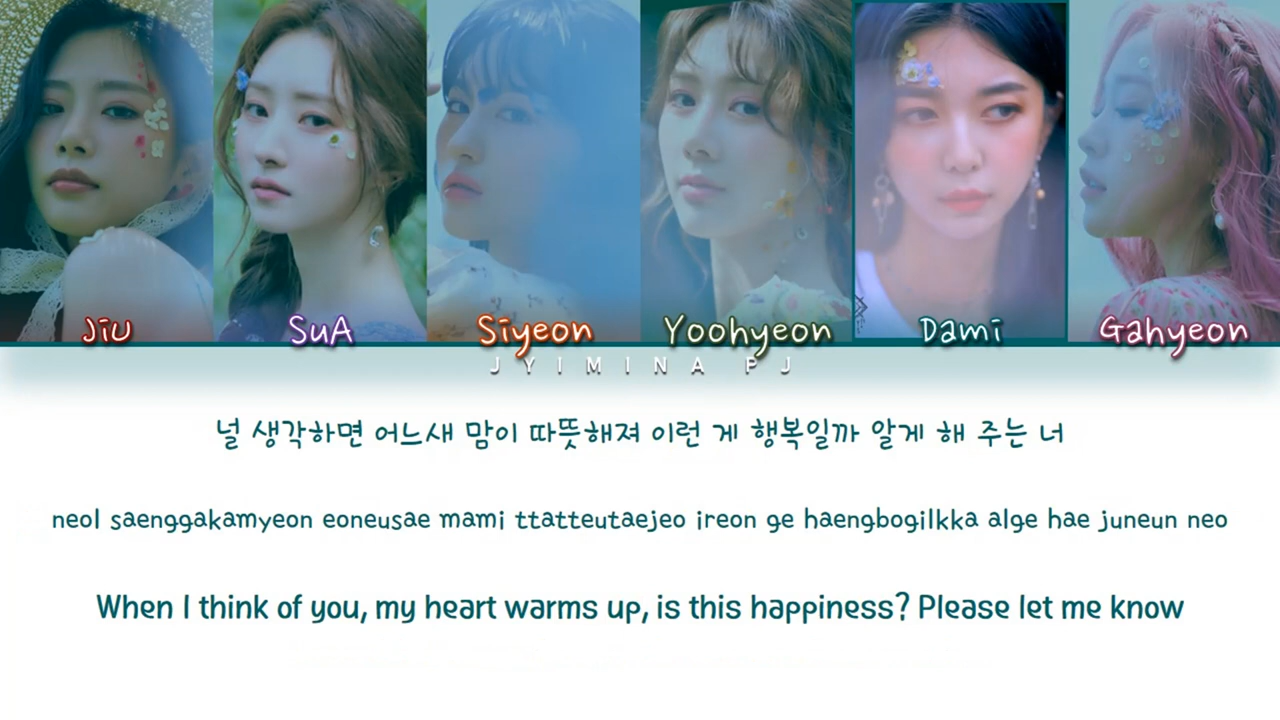 JiU SuA Siyeon Yoohyeon Dami Gahyeon
JYIMINA PJ
널 생각하면 어느새 맘이 따뜻해져 이런 게 행복일까 알게 해 주는 너
neol saenggakamyeon eoneusae mami ttatteutaejeo ireon ge haengbogilkka alge hae juneun neo
When I think of you, my heart warms up, is this happiness? Please let me know